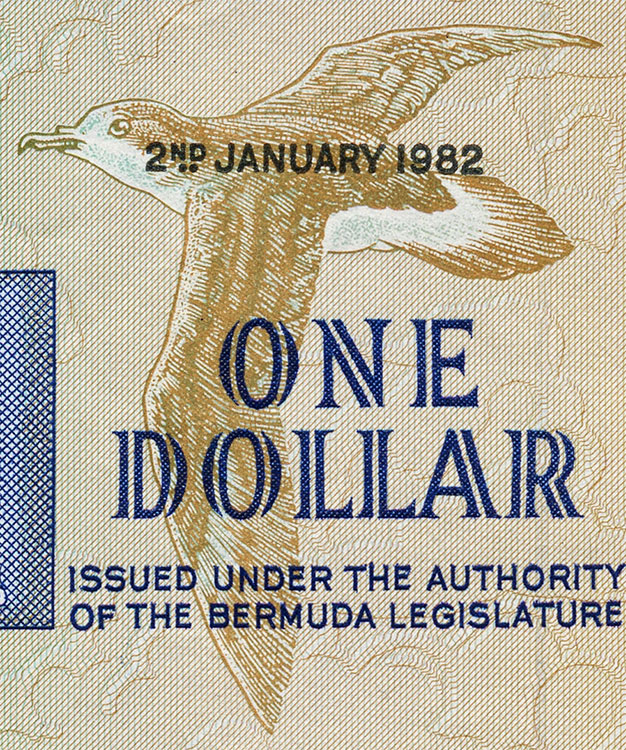 2ND JANUARY 1982
ONE
DOLLAR
ISSUED UNDER THE AUTHORITY
OF THE BERMUDA LEGISLATURE